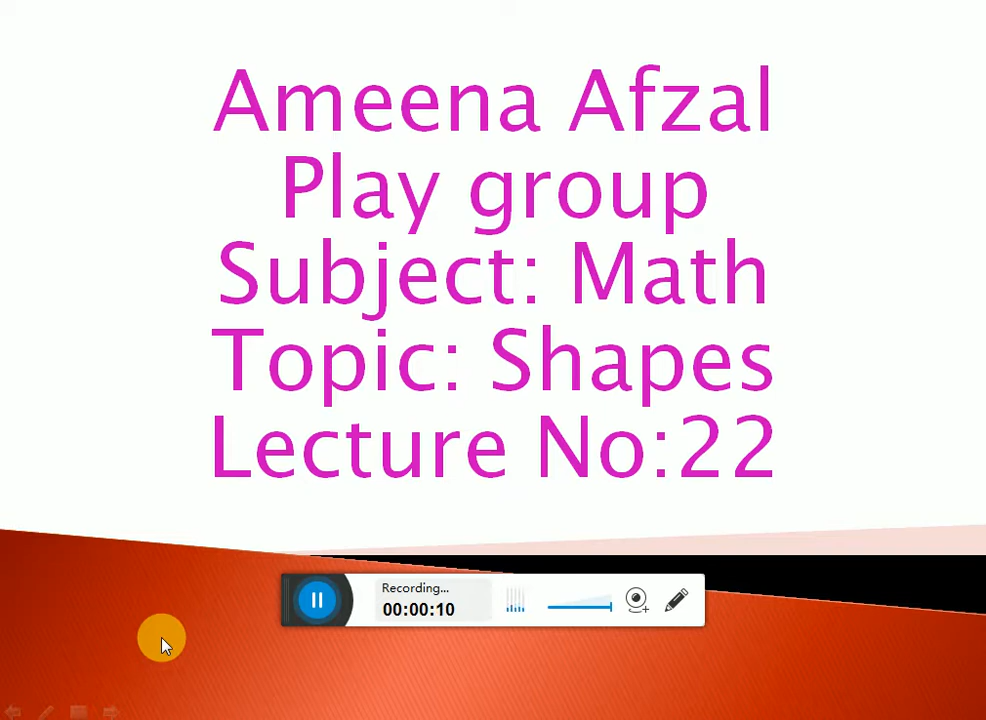 Ameena Afzal
Play group
Subject: Math
Topic: Shapes
Lecture No:22
Recording...
00:00:10